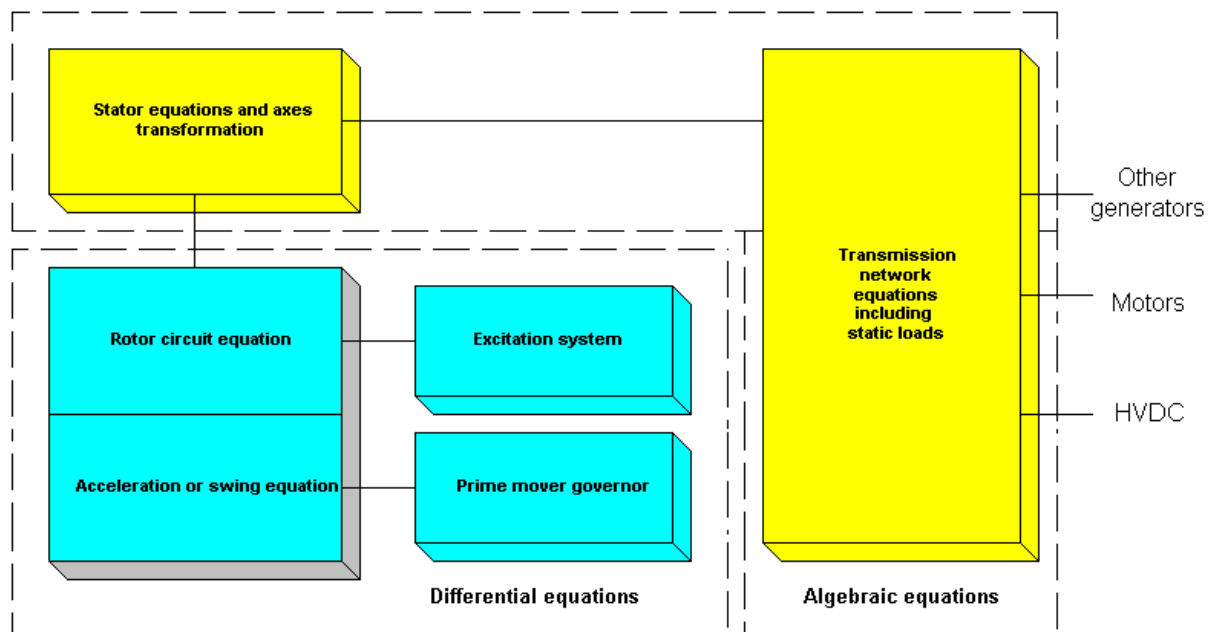 Stator equations and axes
transformation
Other
generators
Transmission
network
equations
including
static loads
Motors
Rotor circuit equation
Excitation system
HVDC
Acceleration or swing equation
Prime mover governor
Differential equations
Algebraic equations